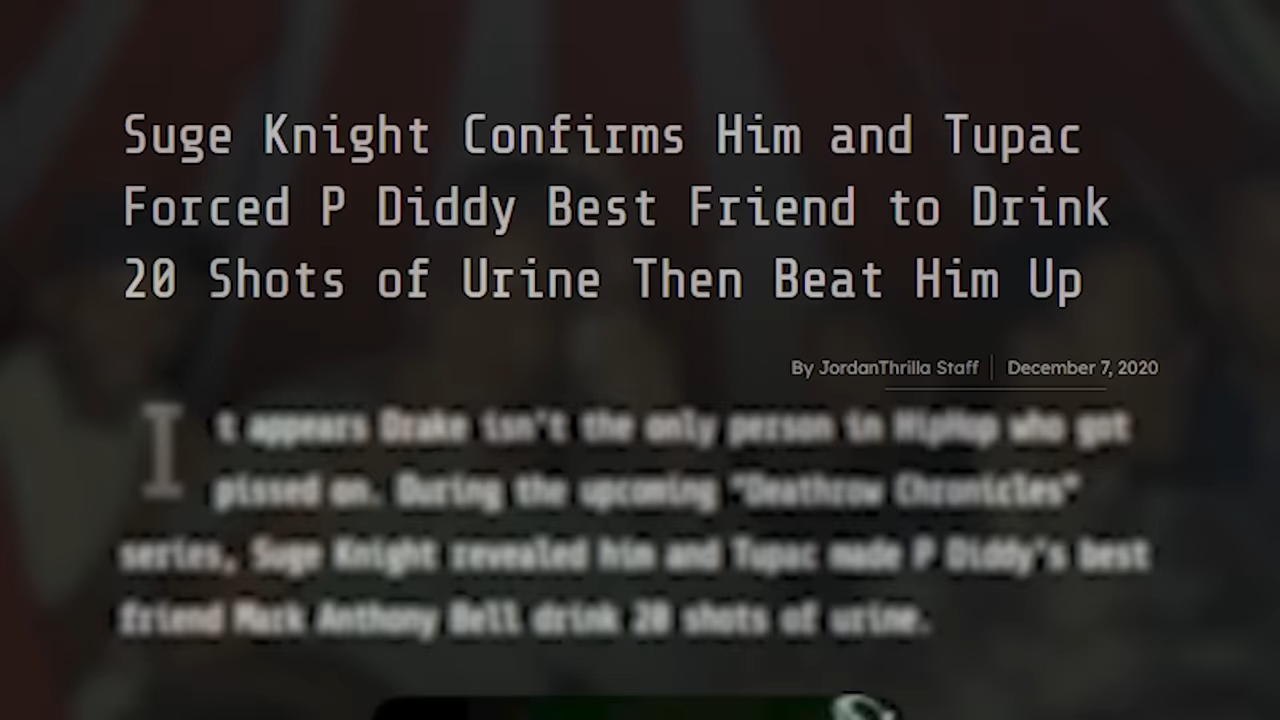 Suge Knight Confirms Him and Tupac
Forced P Diddy Best Friend to Drink
20 Shots of Urine Then Beat Him Up
By JordanThrilla Staff | December 7, 2020
It appears Drake isn't the only person in HipHop who got
pissed on. During the upcoming "Deathrow Chronicles"
series, Suge Knight revealed him and Tupac made P Diddy's best
friend Mark Anthony Bell drink 20 shots of urine.